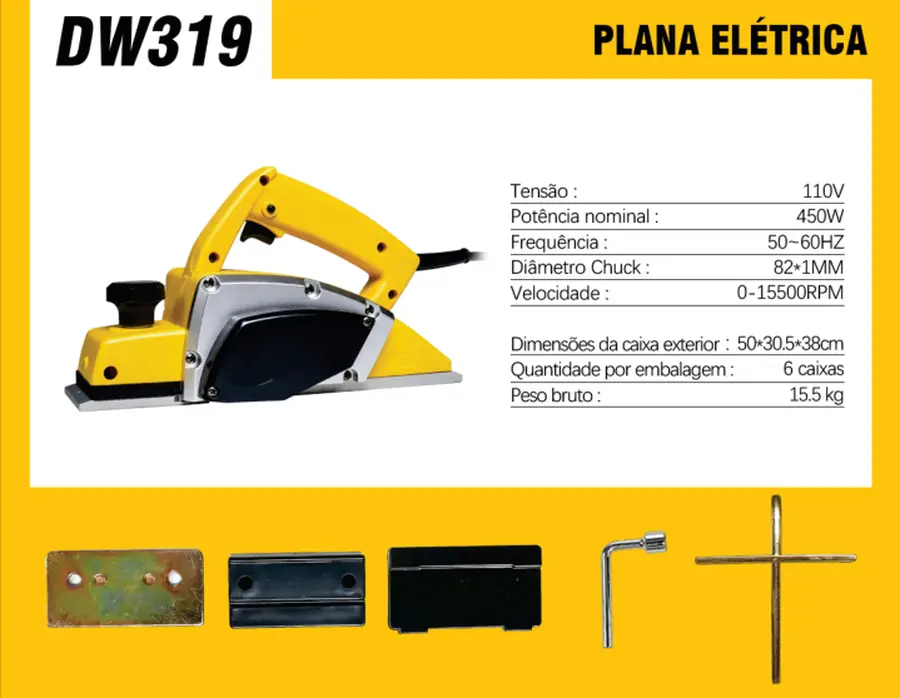 DW319
PLANA ELÉTRICA
Tensão : 110V
Potência nominal : 450W
Frequência : 50~60HZ
Diâmetro Chuck : 82*1MM
Velocidade : 0-15500RPM
Dimensões da caixa exterior : 50*30.5*38cm
Quantidade por embalagem : 6 caixas
Peso bruto : 15.5 kg